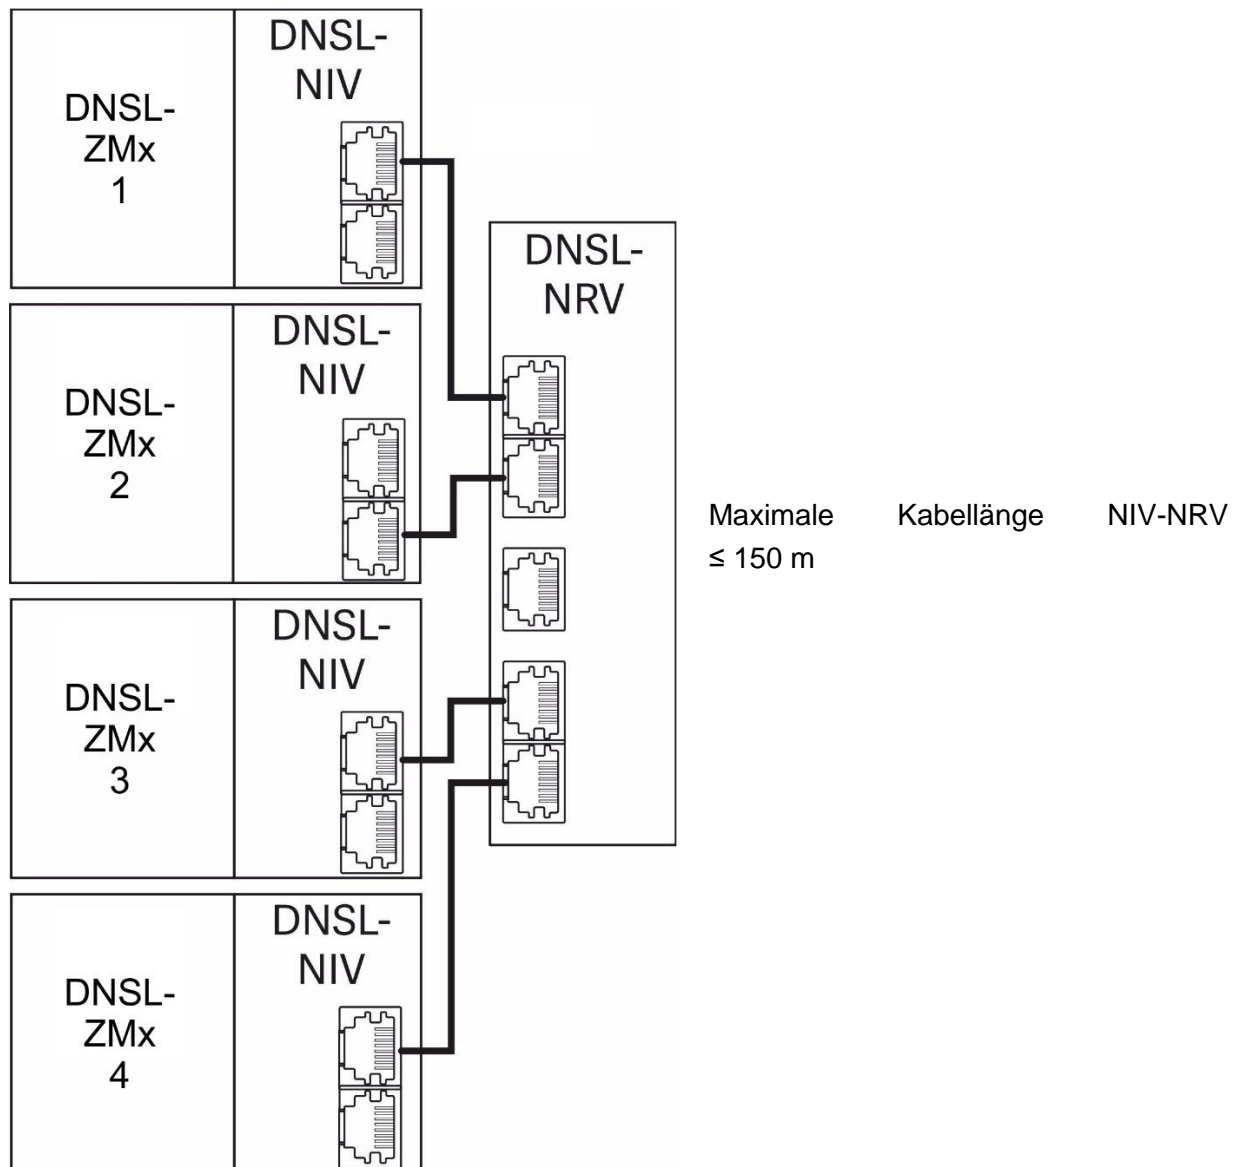 DNSL-
ZMx
1
DNSL-
NIV
DNSL-
ZMx
2
DNSL-
NIV
DNSL-
ZMx
3
DNSL-
NIV
DNSL-
ZMx
4
DNSL-
NIV
DNSL-
NRV
Maximale Kabellänge NIV-NRV
≤ 150 m